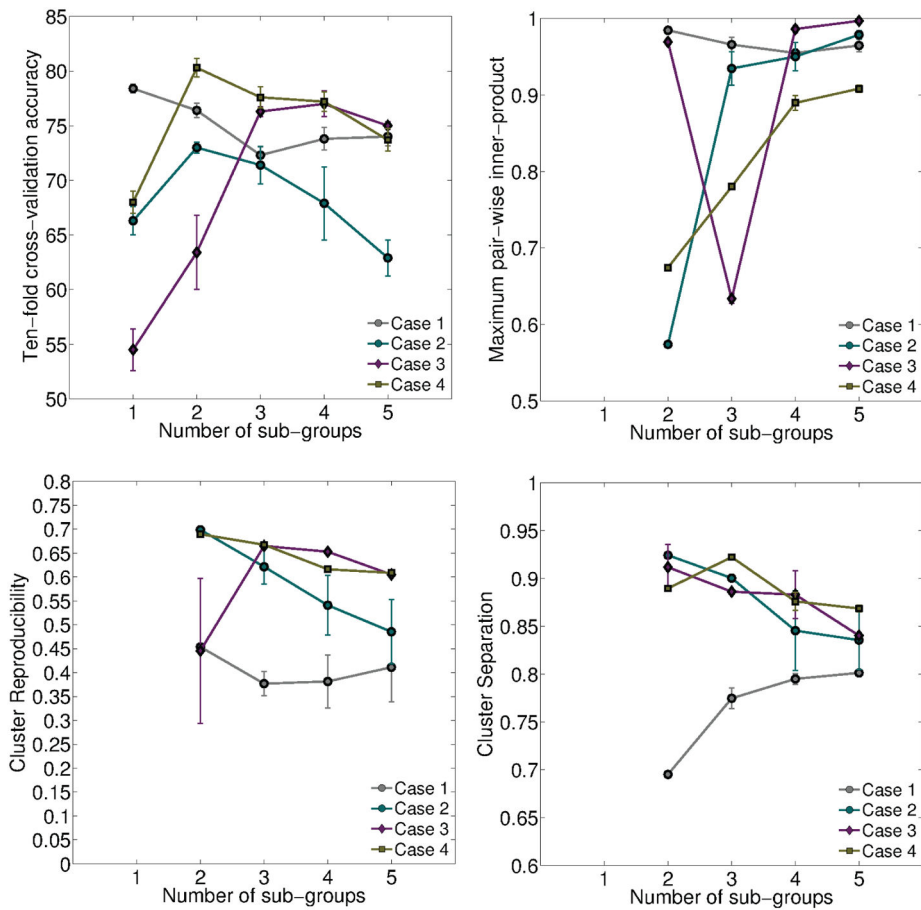 Ten-fold cross-validation accuracy
85
80
75
70
65
60
55
50
1 2 3 4 5
Number of sub-groups
Case 1
Case 2
Case 3
Case 4
Maximum pair-wise inner-product
1
0.9
0.8
0.7
0.6
0.5
1 2 3 4 5
Number of sub-groups
Case 1
Case 2
Case 3
Case 4
Cluster Reproducibility
0.8
0.75
0.7
0.65
0.6
0.55
0.5
0.45
0.4
0.35
0.3
0.25
0.2
0.15
0.1
0.05
0
1 2 3 4 5
Number of sub-groups
Case 1
Case 2
Case 3
Case 4
Cluster Separation
1
0.95
0.9
0.85
0.8
0.75
0.7
0.65
0.6
1 2 3 4 5
Number of sub-groups
Case 1
Case 2
Case 3
Case 4